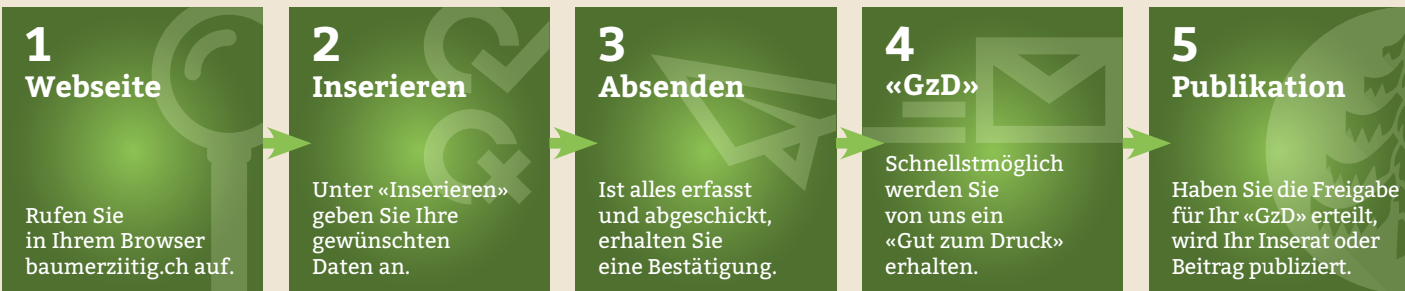 1
Webseite
Rufen Sie
in Ihrem Browser
baumerziitig.ch auf.
2
Inserieren
Unter «Inserieren»
geben Sie Ihre
gewünschten
Daten an.
3
Absenden
Ist alles erfasst
und abgeschickt,
erhalten Sie
eine Bestätigung.
4
«GzD»
Schnellstmöglich
werden Sie
von uns ein
«Gut zum Druck»
erhalten.
5
Publikation
Haben Sie die Freigabe
für Ihr «GzD» erteilt,
wird Ihr Inserat oder
Beitrag publiziert.